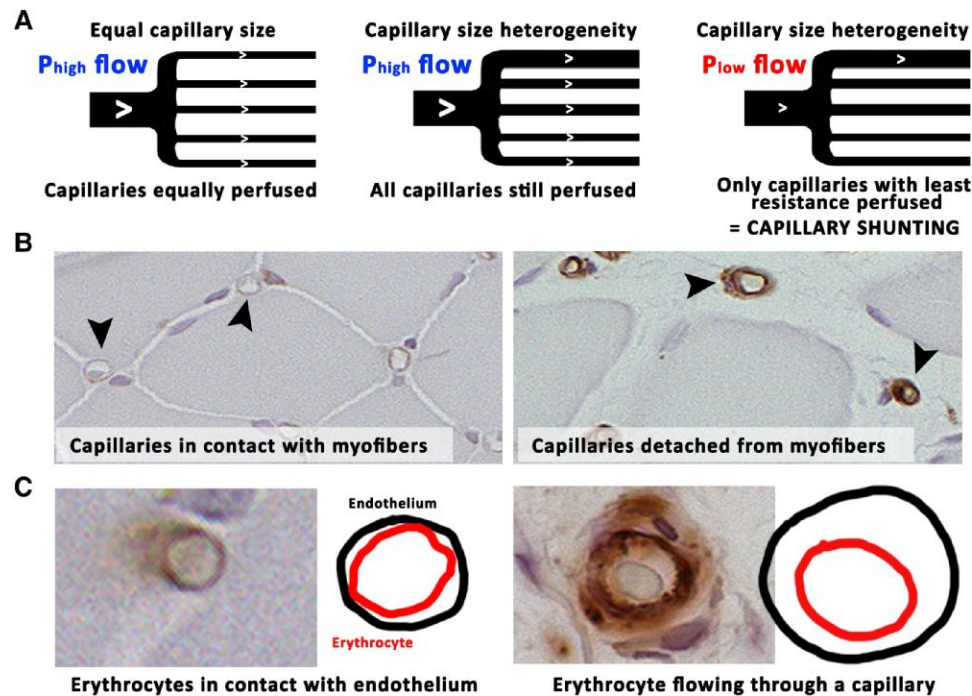 A
Equal capillary size
Phigh flow
>
>
>
>
>
>
Capillaries equally perfused
Capillary size heterogeneity
Phigh flow
>
>
>
>
>
>
All capillaries still perfused
Capillary size heterogeneity
Plow flow
>
>
Only capillaries with least
resistance perfused
= CAPILLARY SHUNTING
B
Capillaries in contact with myofibers
Capillaries detached from myofibers
C
Endothelium
Erythrocyte
Erythrocytes in contact with endothelium
Erythrocyte flowing through a capillary